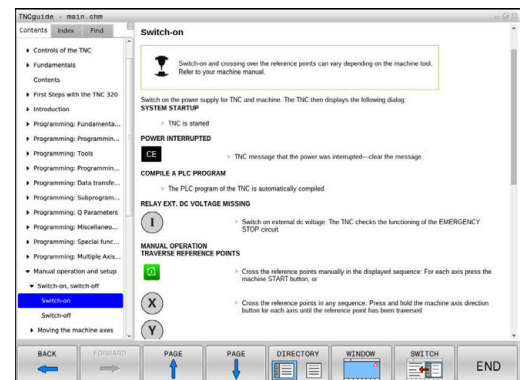 TNCguide - main.chm
Contents Index Find
Controls of the TNC
Fundamentals
Contents
First Steps with the TNC 320
Introduction
Programming: Fundamenta...
Programming: Programmin...
Programming: Tools
Programming: Programmin...
Programming: Data transfe...
Programming: Subprogram...
Programming: Q Parameters
Programming: Miscellaneo...
Programming: Special func...
Programming: Multiple Axis...
Manual operation and setup
Switch-on, switch-off
Switch-on
Switch-off
Moving the machine axes
Switch-on
Switch-on and crossing over the reference points can vary depending on the machine tool.
Refer to your machine manual.
Switch on the power supply for TNC and machine. The TNC then displays the following dialog:
SYSTEM STARTUP
TNC is started
POWER INTERRUPTED
CE
TNC message that the power was interrupted—clear the message
COMPILE A PLC PROGRAM
The PLC program of the TNC is automatically compiled
RELAY EXT. DC VOLTAGE MISSING
I
Switch on external dc voltage. The TNC checks the functioning of the EMERGENCY
STOP circuit
MANUAL OPERATION
TRAVERSE REFERENCE POINTS
Cross the reference points manually in the displayed sequence: For each axis press the
machine START button, or
X
Cross the reference points in any sequence: Press and hold the machine axis direction
button for each axis until the reference point has been traversed
Y
BACK FORWARD PAGE PAGE DIRECTORY WINDOW SWITCH END